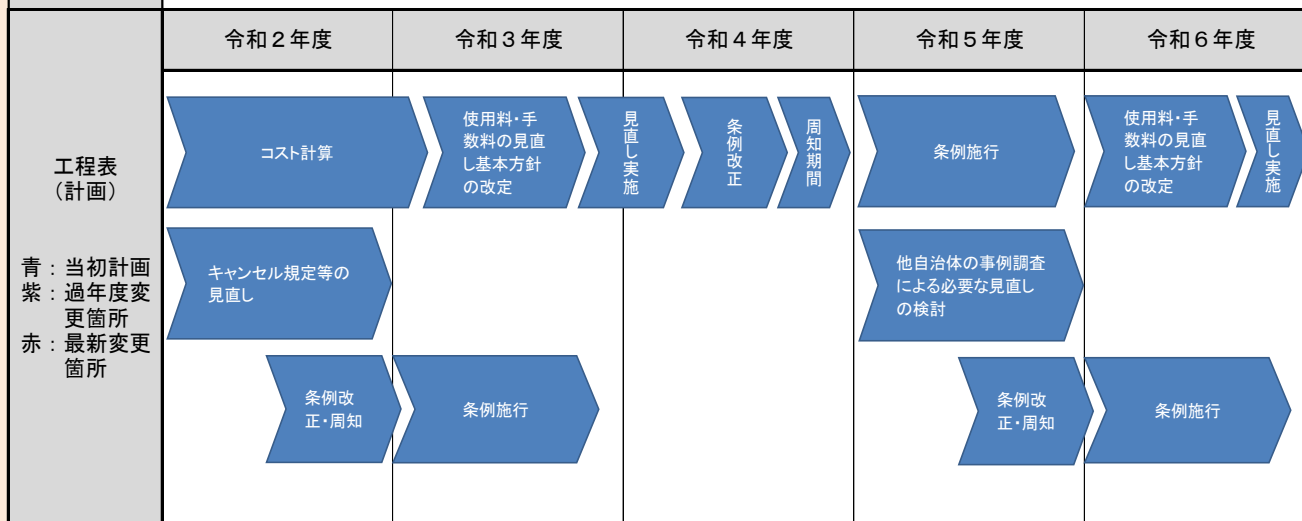 令和２年度
令和３年度
令和４年度
令和５年度
令和６年度
工程表
（計画）
青：当初計画
紫：過年度変
更箇所
赤：最新変更
箇所
コスト計算
使用料・手
数料の見直
し基本方針
の改定
見直し実施
条例改正
周知期間
条例施行
使用料・手
数料の見直
し基本方針
の改定
見直し実施
キャンセル規定等の
見直し
他自治体の事例調査
による必要な見直し
の検討
条例改
正・周知
条例施行
条例改
正・周知
条例施行